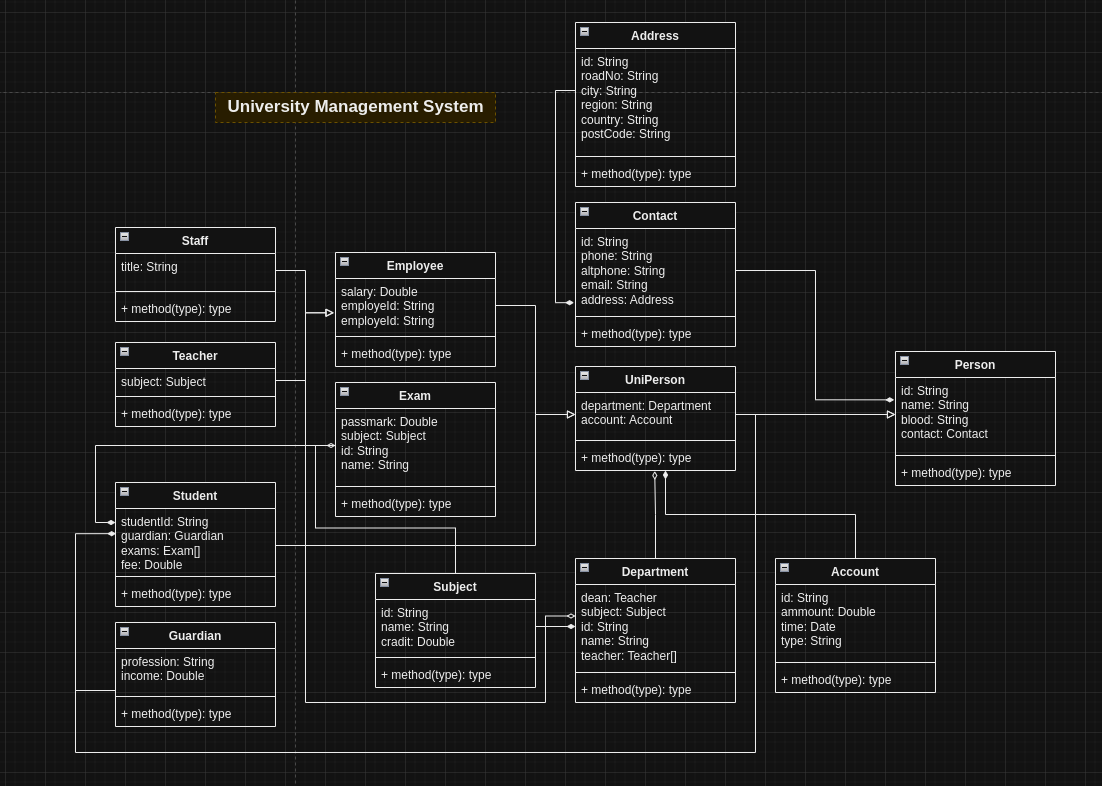 University Management System
Address
id: String
roadNo: String
city: String
region: String
country: String
postCode: String
+ method(type): type
Contact
id: String
phone: String
altphone: String
email: String
address: Address
+ method(type): type
Staff
title: String
+ method(type): type
Employee
salary: Double
employeId: String
employeId: String
+ method(type): type
Teacher
subject: Subject
+ method(type): type
Exam
passmark: Double
subject: Subject
id: String
name: String
+ method(type): type
UniPerson
department: Department
account: Account
+ method(type): type
Person
id: String
name: String
blood: String
contact: Contact
+ method(type): type
Student
studentId: String
guardian: Guardian
exams: Exam[]
fee: Double
+ method(type): type
Subject
id: String
name: String
cradit: Double
+ method(type): type
Department
dean: Teacher
subject: Subject
id: String
name: String
teacher: Teacher[]
+ method(type): type
Account
id: String
ammount: Double
time: Date
type: String
+ method(type): type
Guardian
profession: String
income: Double
+ method(type): type